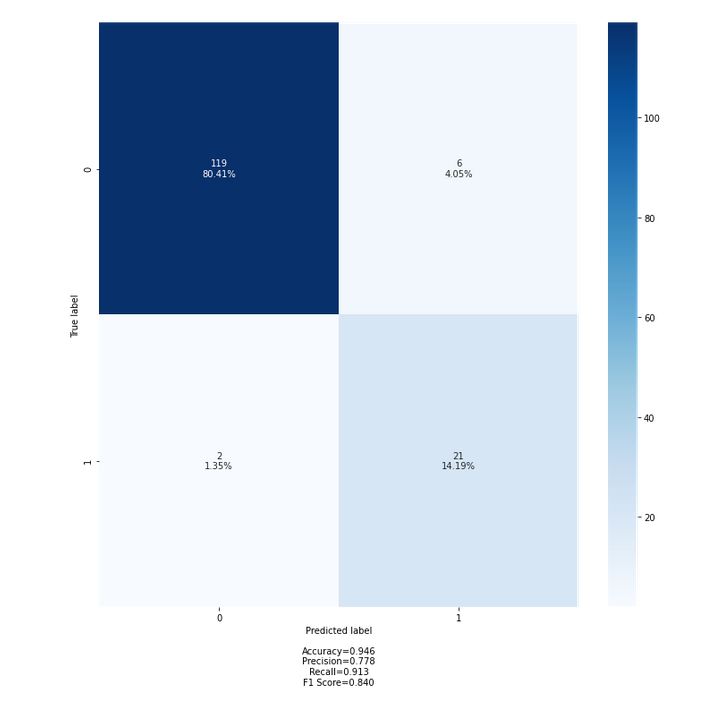 119
80.41%
6
4.05%
2
1.35%
21
14.19%
0
1
True label
0
1
Predicted label
Accuracy=0.946
Precision=0.778
Recall=0.913
F1 Score=0.840
100
80
60
40
20